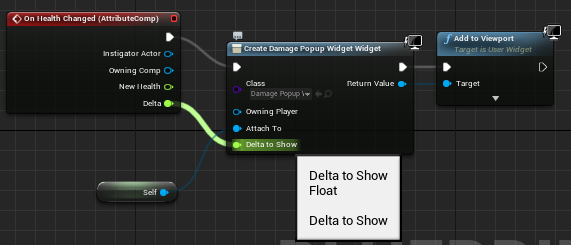 On Health Changed (AttributeComp)
Instigator Actor
Owning Comp
New Health
Delta
Self
Create Damage Popup Widget Widget
Class
Return Value
Damage Popup
Owning Player
Attach To
Delta to Show
Add to Viewport
Target is User Widget
Target
Delta to Show
Float
Delta to Show